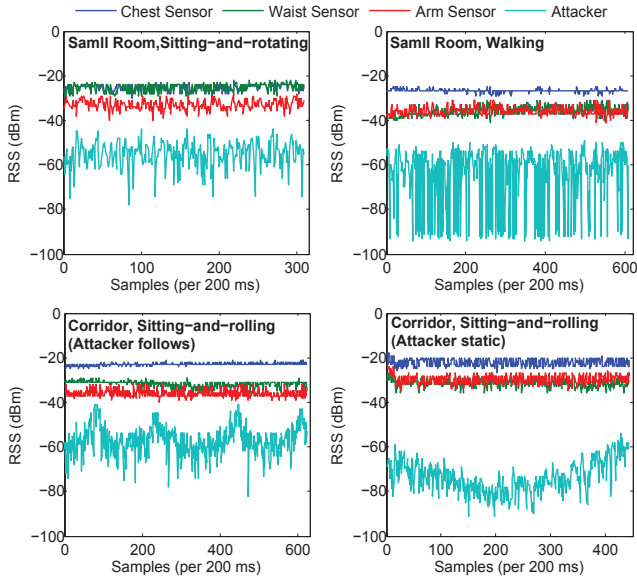 Chest Sensor Waist Sensor Arm Sensor Attacker
Samll Room,Sitting−and−rotating
RSS (dBm)
0
−20
−40
−60
−80
−100
0 100 200 300
Samples (per 200 ms)
Samll Room, Walking
RSS (dBm)
0
−20
−40
−60
−80
−100
0 200 400 600
Samples (per 200 ms)
Corridor, Sitting−and−rolling
(Attacker follows)
RSS (dBm)
0
−20
−40
−60
−80
−100
0 200 400 600
Samples (per 200 ms)
Corridor, Sitting−and−rolling
(Attacker static)
RSS (dBm)
0
−20
−40
−60
−80
−100
0 100 200 300 400
Samples (per 200 ms)